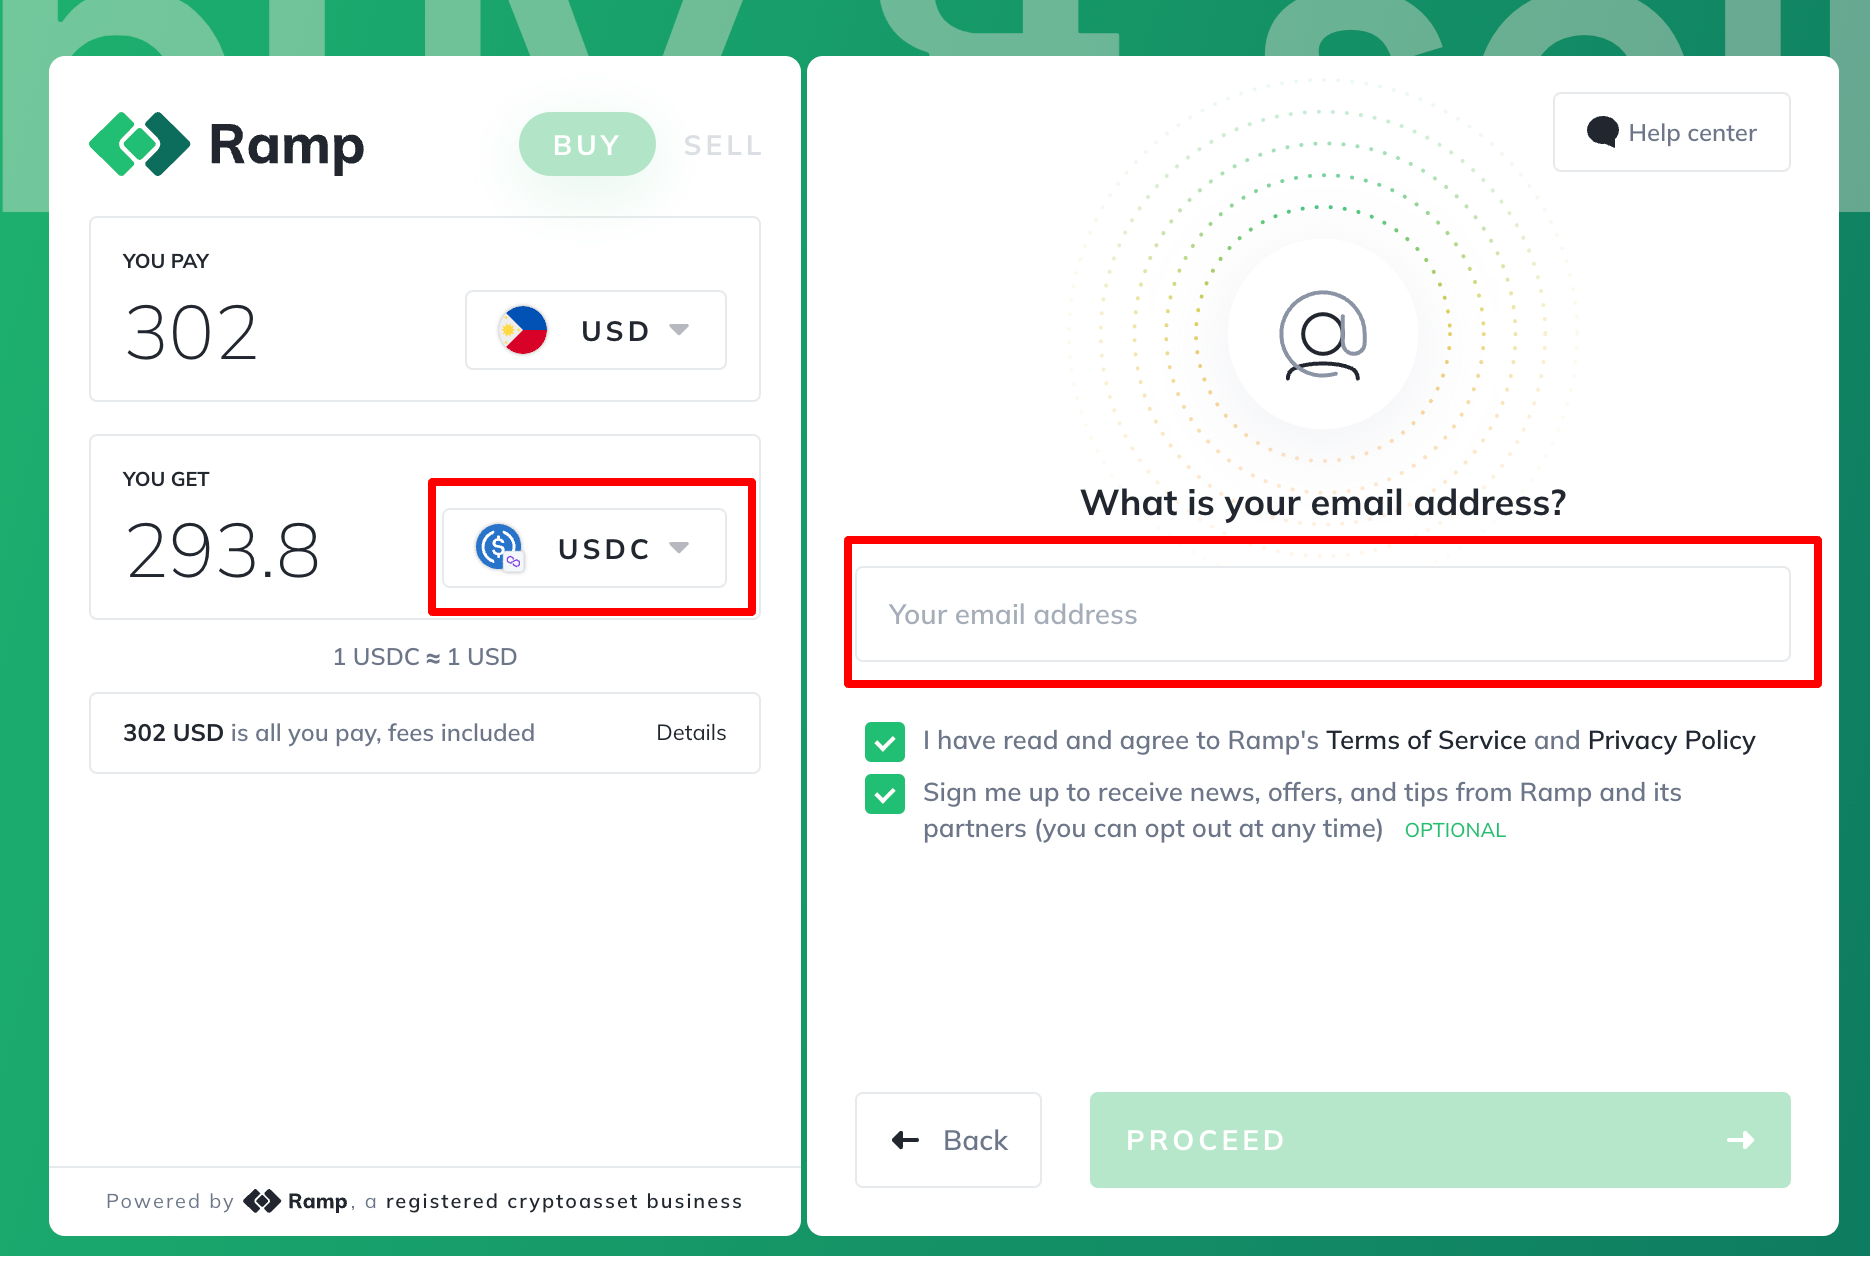 buy & sell
Ramp
BUY
SELL
YOU PAY
302
USD
YOU GET
293.8
USDC
1 USDC ≈ 1 USD
302 USD is all you pay, fees included
Details
Powered by Ramp, a registered cryptoasset business
Help center
What is your email address?
Your email address
I have read and agree to Ramp's Terms of Service and Privacy Policy
Sign me up to receive news, offers, and tips from Ramp and its
partners (you can opt out at any time) OPTIONAL
Back
PROCEED